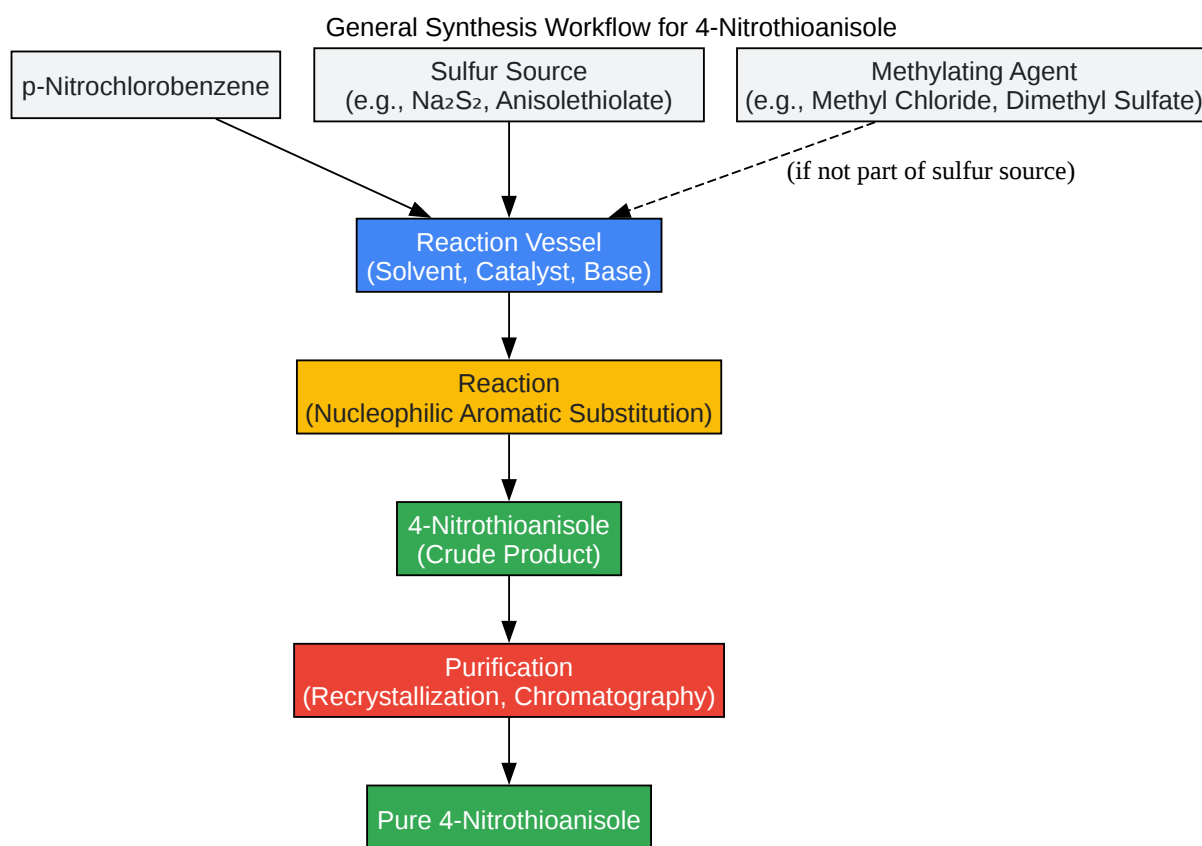 General Synthesis Workflow for 4-Nitrothioanisole
p-Nitrochlorobenzene
Sulfur Source
(e.g., Na₂S₂, Anisolethiolate)
Methylating Agent
(e.g., Methyl Chloride, Dimethyl Sulfate)
(if not part of sulfur source)
Reaction Vessel
(Solvent, Catalyst, Base)
Reaction
(Nucleophilic Aromatic Substitution)
4-Nitrothioanisole
(Crude Product)
Purification
(Recrystallization, Chromatography)
Pure 4-Nitrothioanisole